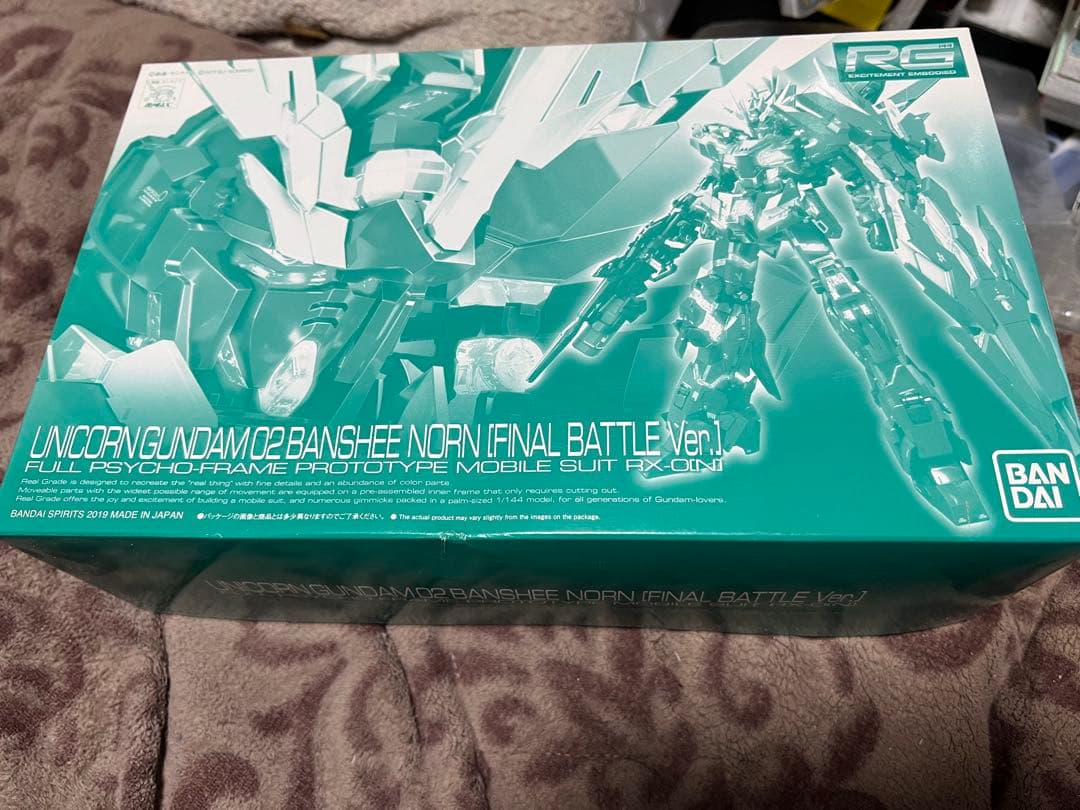 RG
EXCITEMENT EMBODIED
UNICORN GUNDAM 02 BANSHEE NORN [FINAL BATTLE Ver.]
FULL PSYCHO-FRAME PROTOTYPE MOBILE SUIT RX-0[N]
Real Grade is designed to recreate the "real thing" with fine details and an abundance of color parts.
Moveable parts with the widest possible range of movement are equipped on a pre-assembled inner frame that only requires cutting out.
Real Grade offers the joy and excitement of building a mobile suit, and numerous gimmicks packed in a palm-sized 1/144 model, for all generations of Gundam-lovers.
BANDAI SPIRITS 2019 MADE IN JAPAN ●パッケージの画像と商品とは多少異なりますのでご了承ください。 ● The actual product may vary slightly from the images on the package.
BAN
DAI
UNICORN GUNDAM 02 BANSHEE NORN [FINAL BATTLE Ver.]